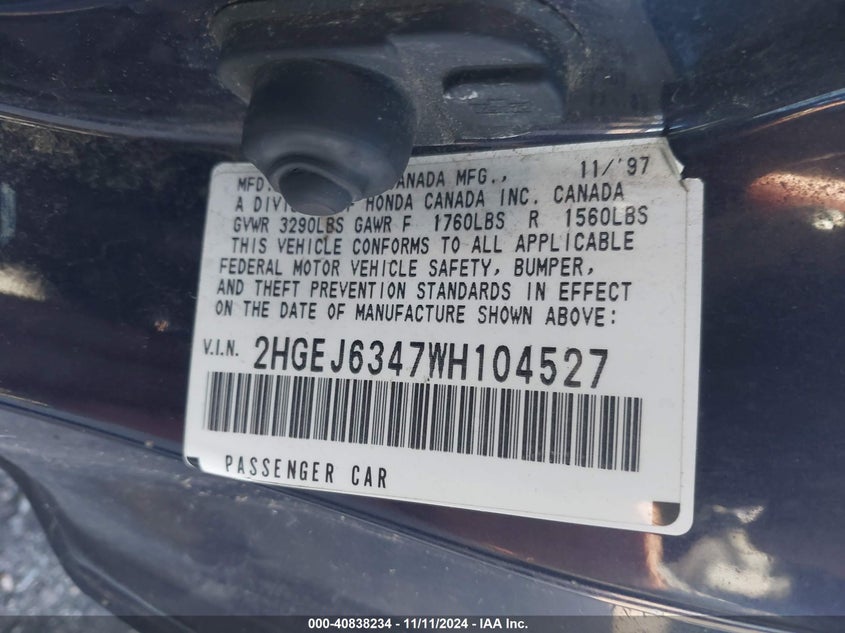 MFD. CANADA MFG., 11/'97
A DIVI F HONDA CANADA INC. CANADA
GVWR 3290LBS GAWR F 1760LBS R 1560LBS
THIS VEHICLE CONFORMS TO ALL APPLICABLE
FEDERAL MOTOR VEHICLE SAFETY, BUMPER,
AND THEFT PREVENTION STANDARDS IN EFFECT
ON THE DATE OF MANUFACTURE SHOWN ABOVE:
V.I.N. 2HGEJ6347WH104527
PASSENGER CAR
000-40838234 - 11/11/2024 - IAA Inc.